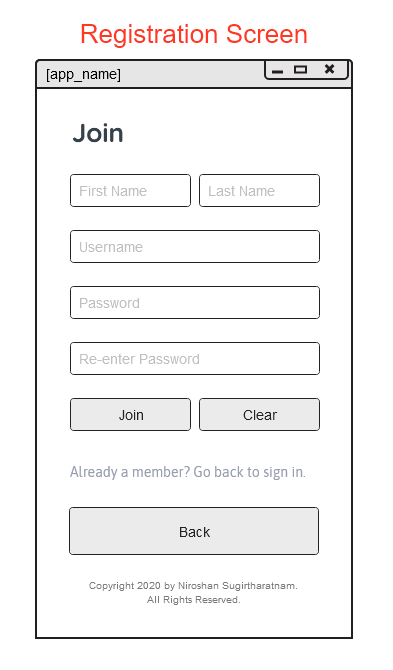 Registration Screen
[app_name]
Join
First Name Last Name
Username
Password
Re-enter Password
Join Clear
Already a member? Go back to sign in.
Back
Copyright 2020 by Niroshan Sugirtharatnam.
All Rights Reserved.